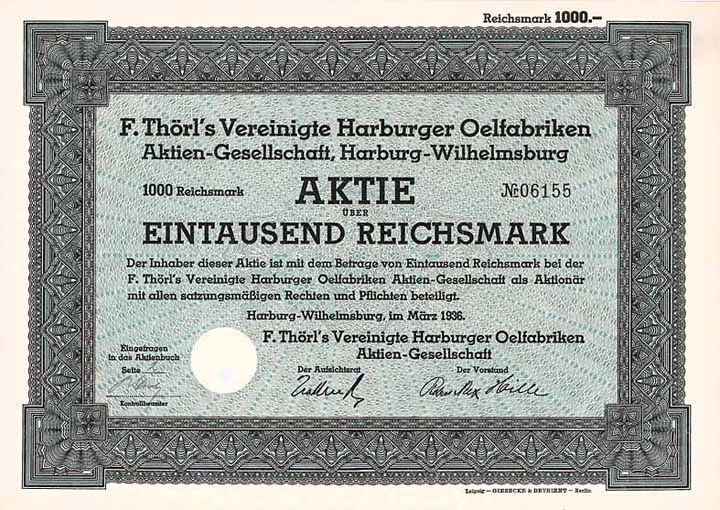 Reichsmark 1000.–
F. Thörl's Vereinigte Harburger Oelfabriken
Aktien-Gesellschaft, Harburg-Wilhelmsburg
1000 Reichsmark AKTIE № 06155
ÜBER
EINTAUSEND REICHSMARK
Der Inhaber dieser Aktie ist mit dem Betrage von Eintausend Reichsmark bei der
F. Thörl's Vereinigte Harburger Oelfabriken Aktien-Gesellschaft als Aktionär
mit allen satzungsmäßigen Rechten und Pflichten beteiligt.
Harburg-Wilhelmsburg, im März 1936.
F. Thörl's Vereinigte Harburger Oelfabriken
Aktien-Gesellschaft
Eingetragen
in das Aktienbuch
Seite
Kontrollbeamter
Der Aufsichtsrat Der Vorstand
Leipzig — GIESECKE & DEVRIENT — Berlin.